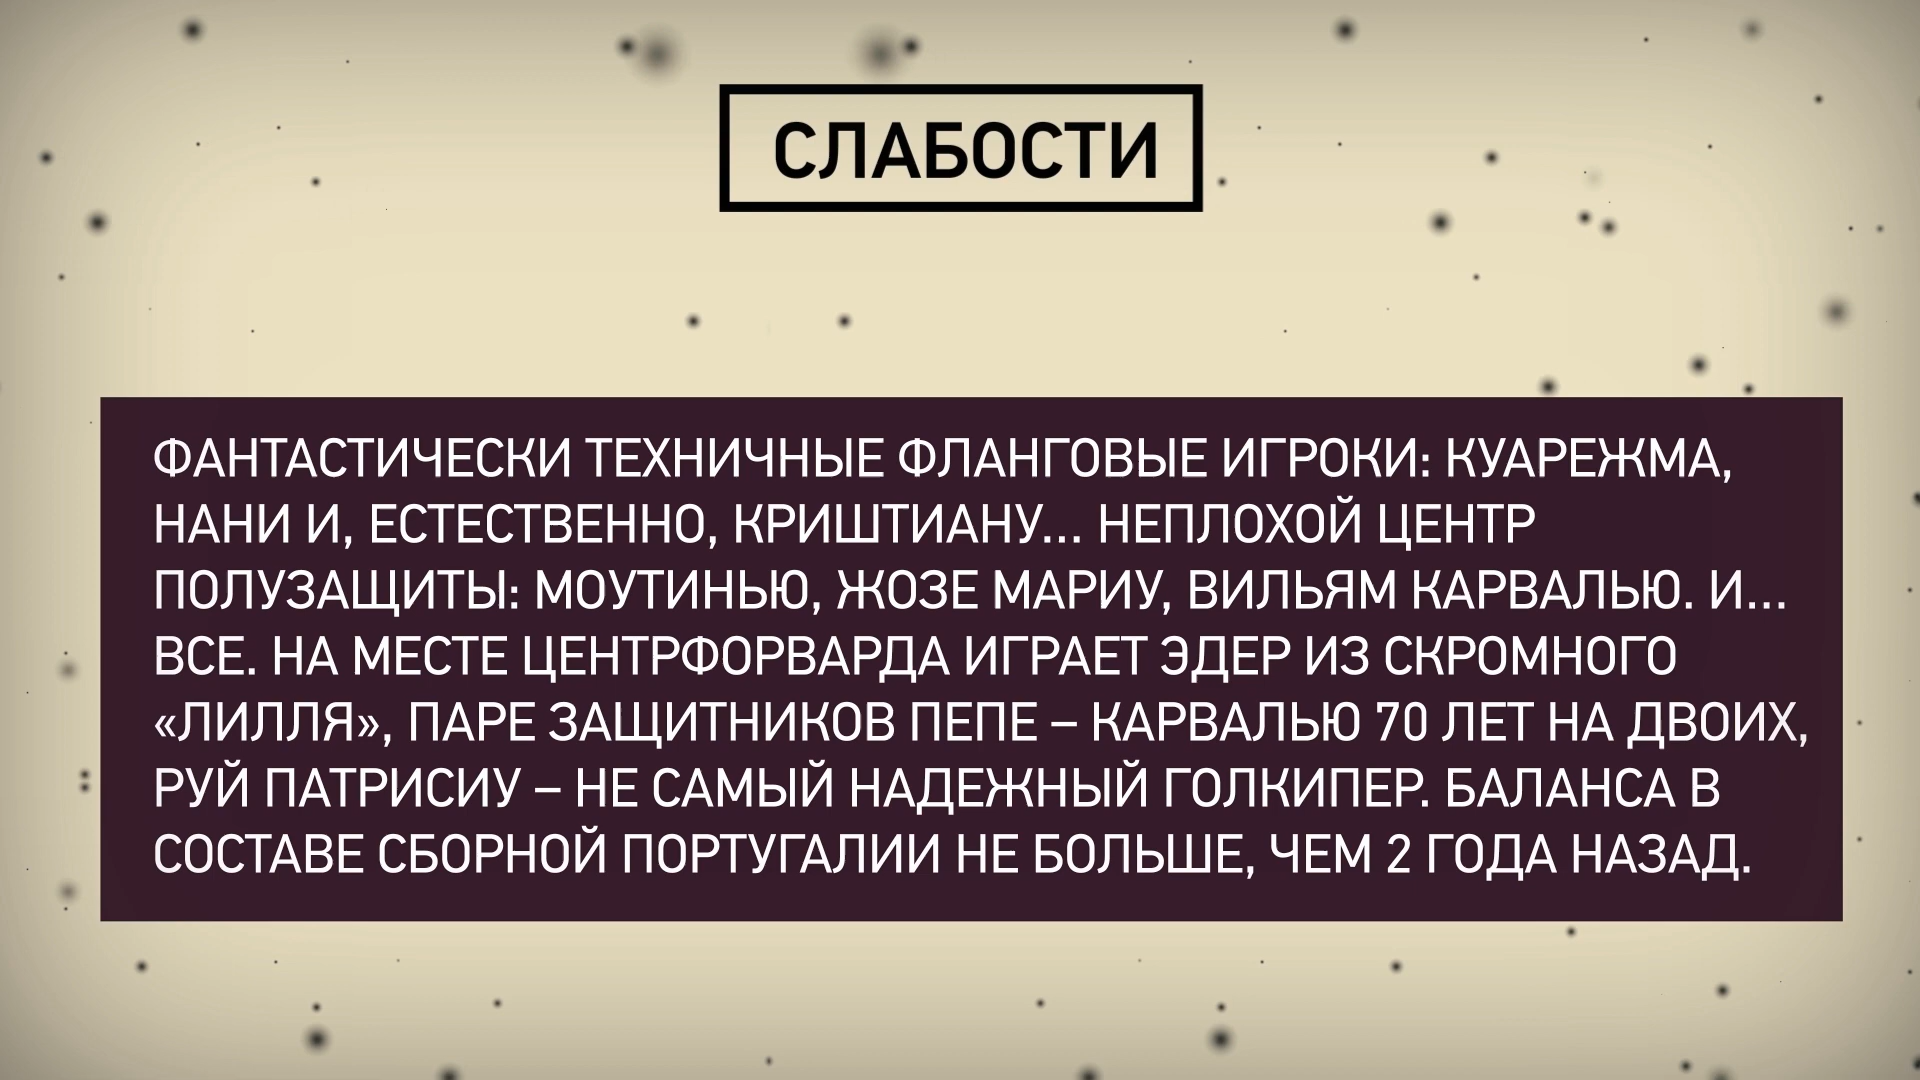 СЛАБОСТИ
ФАНТАСТИЧЕСКИ ТЕХНИЧНЫЕ ФЛАНГОВЫЕ ИГРОКИ: КУАРЕЖМА,
НАНИ И, ЕСТЕСТВЕННО, КРИШТИАНУ... НЕПЛОХОЙ ЦЕНТР
ПОЛУЗАЩИТЫ: МОУТИНЬЮ, ЖОЗЕ МАРИУ, ВИЛЬЯМ КАРВАЛЬЮ. И...
ВСЕ. НА МЕСТЕ ЦЕНТРФОРВАРДА ИГРАЕТ ЭДЕР ИЗ СКРОМНОГО
«ЛИЛЛЯ», ПАРЕ ЗАЩИТНИКОВ ПЕПЕ – КАРВАЛЬЮ 70 ЛЕТ НА ДВОИХ,
РУЙ ПАТРИСИУ – НЕ САМЫЙ НАДЕЖНЫЙ ГОЛКИПЕР. БАЛАНСА В
СОСТАВЕ СБОРНОЙ ПОРТУГАЛИИ НЕ БОЛЬШЕ, ЧЕМ 2 ГОДА НАЗАД.